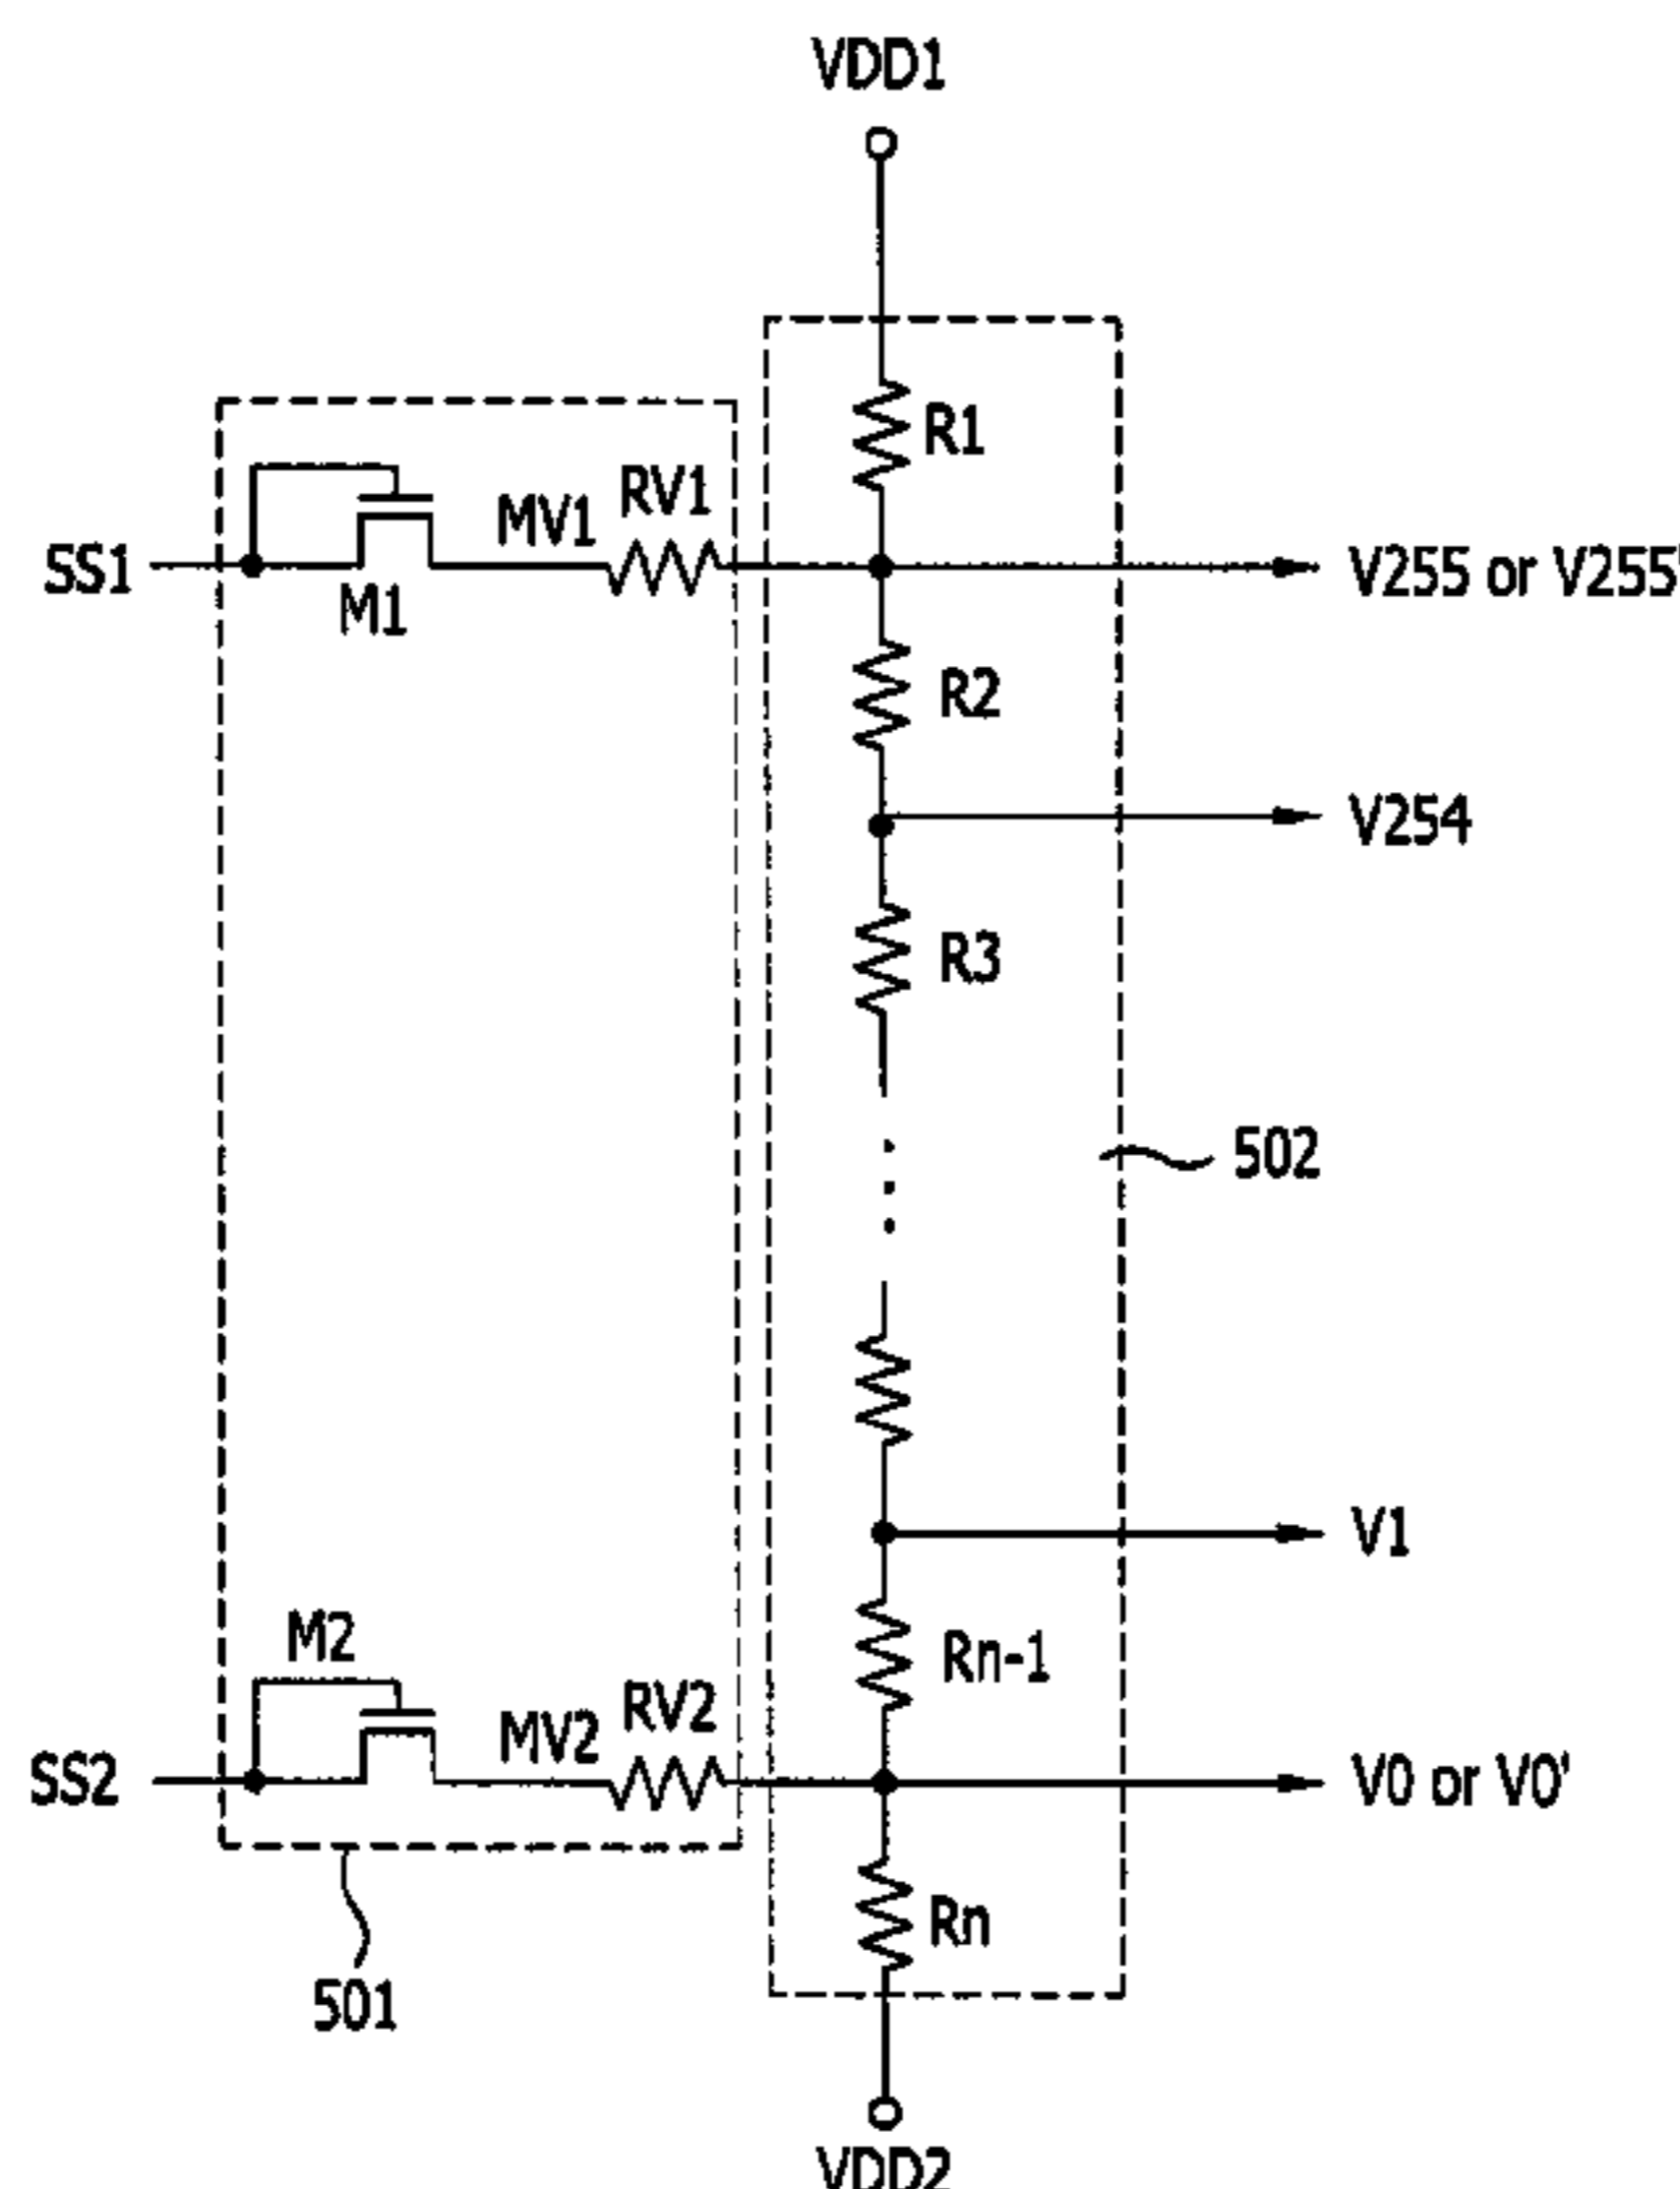 VDD1
R1
RV1
MV1
SS1
M1
V255 or V255'
R2
V254
R3
502
V1
M2
Rn-1
RV2
MV2
SS2
V0 or V0'
Rn
501
VDD2